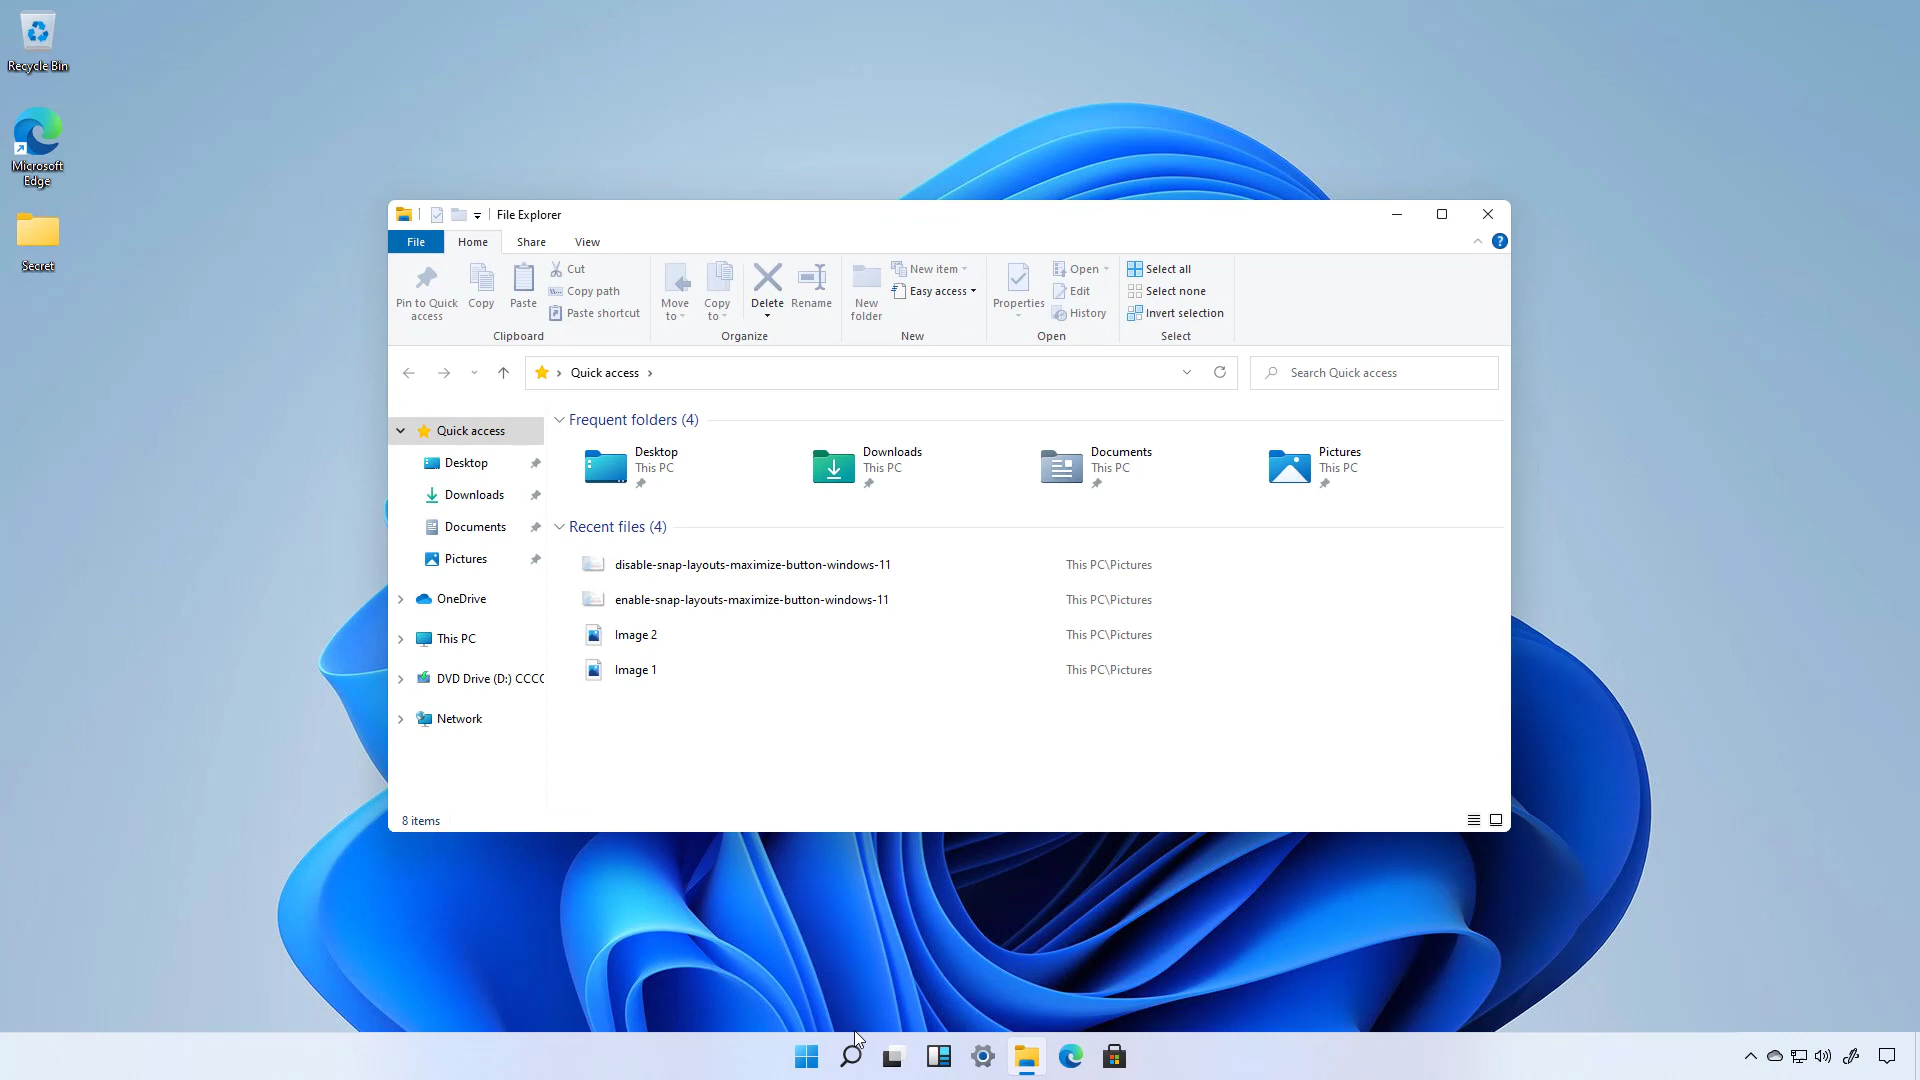 Recycle Bin
Microsoft
Edge
Secret
File Explorer
File
Home
Share
View
?
Pin to Quick
access
Copy
Paste
Cut
Copy path
Paste shortcut
Clipboard
Move
to
Copy
to
Delete
Rename
Organize
New
folder
New item
Easy access
New
Properties
Open
Edit
History
Open
Select all
Select none
Invert selection
Select
Quick access
Search Quick access
Quick access
Desktop
Downloads
Documents
Pictures
OneDrive
This PC
DVD Drive (D:) CCC
Network
Frequent folders (4)
Desktop
This PC
Downloads
This PC
Documents
This PC
Pictures
This PC
Recent files (4)
disable-snap-layouts-maximize-button-windows-11 This PC\Pictures
enable-snap-layouts-maximize-button-windows-11 This PC\Pictures
Image 2 This PC\Pictures
Image 1 This PC\Pictures
8 items